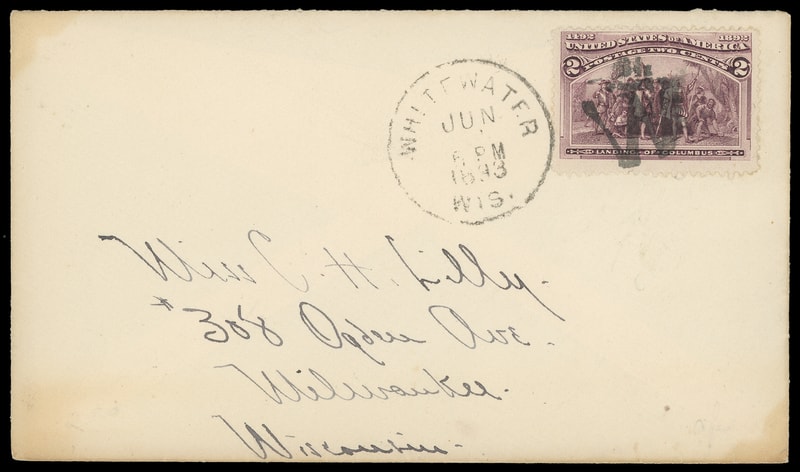 1492 1892
UNITED STATES OF AMERICA
POSTAGE TWO CENTS
2 2
LANDING OF COLUMBUS
WHITEWATER
JUN
PM
1893
WIS.
Miss C. H. Lilly.
#308 Ogden Ave.
Milwaukee.
Wisconsin.